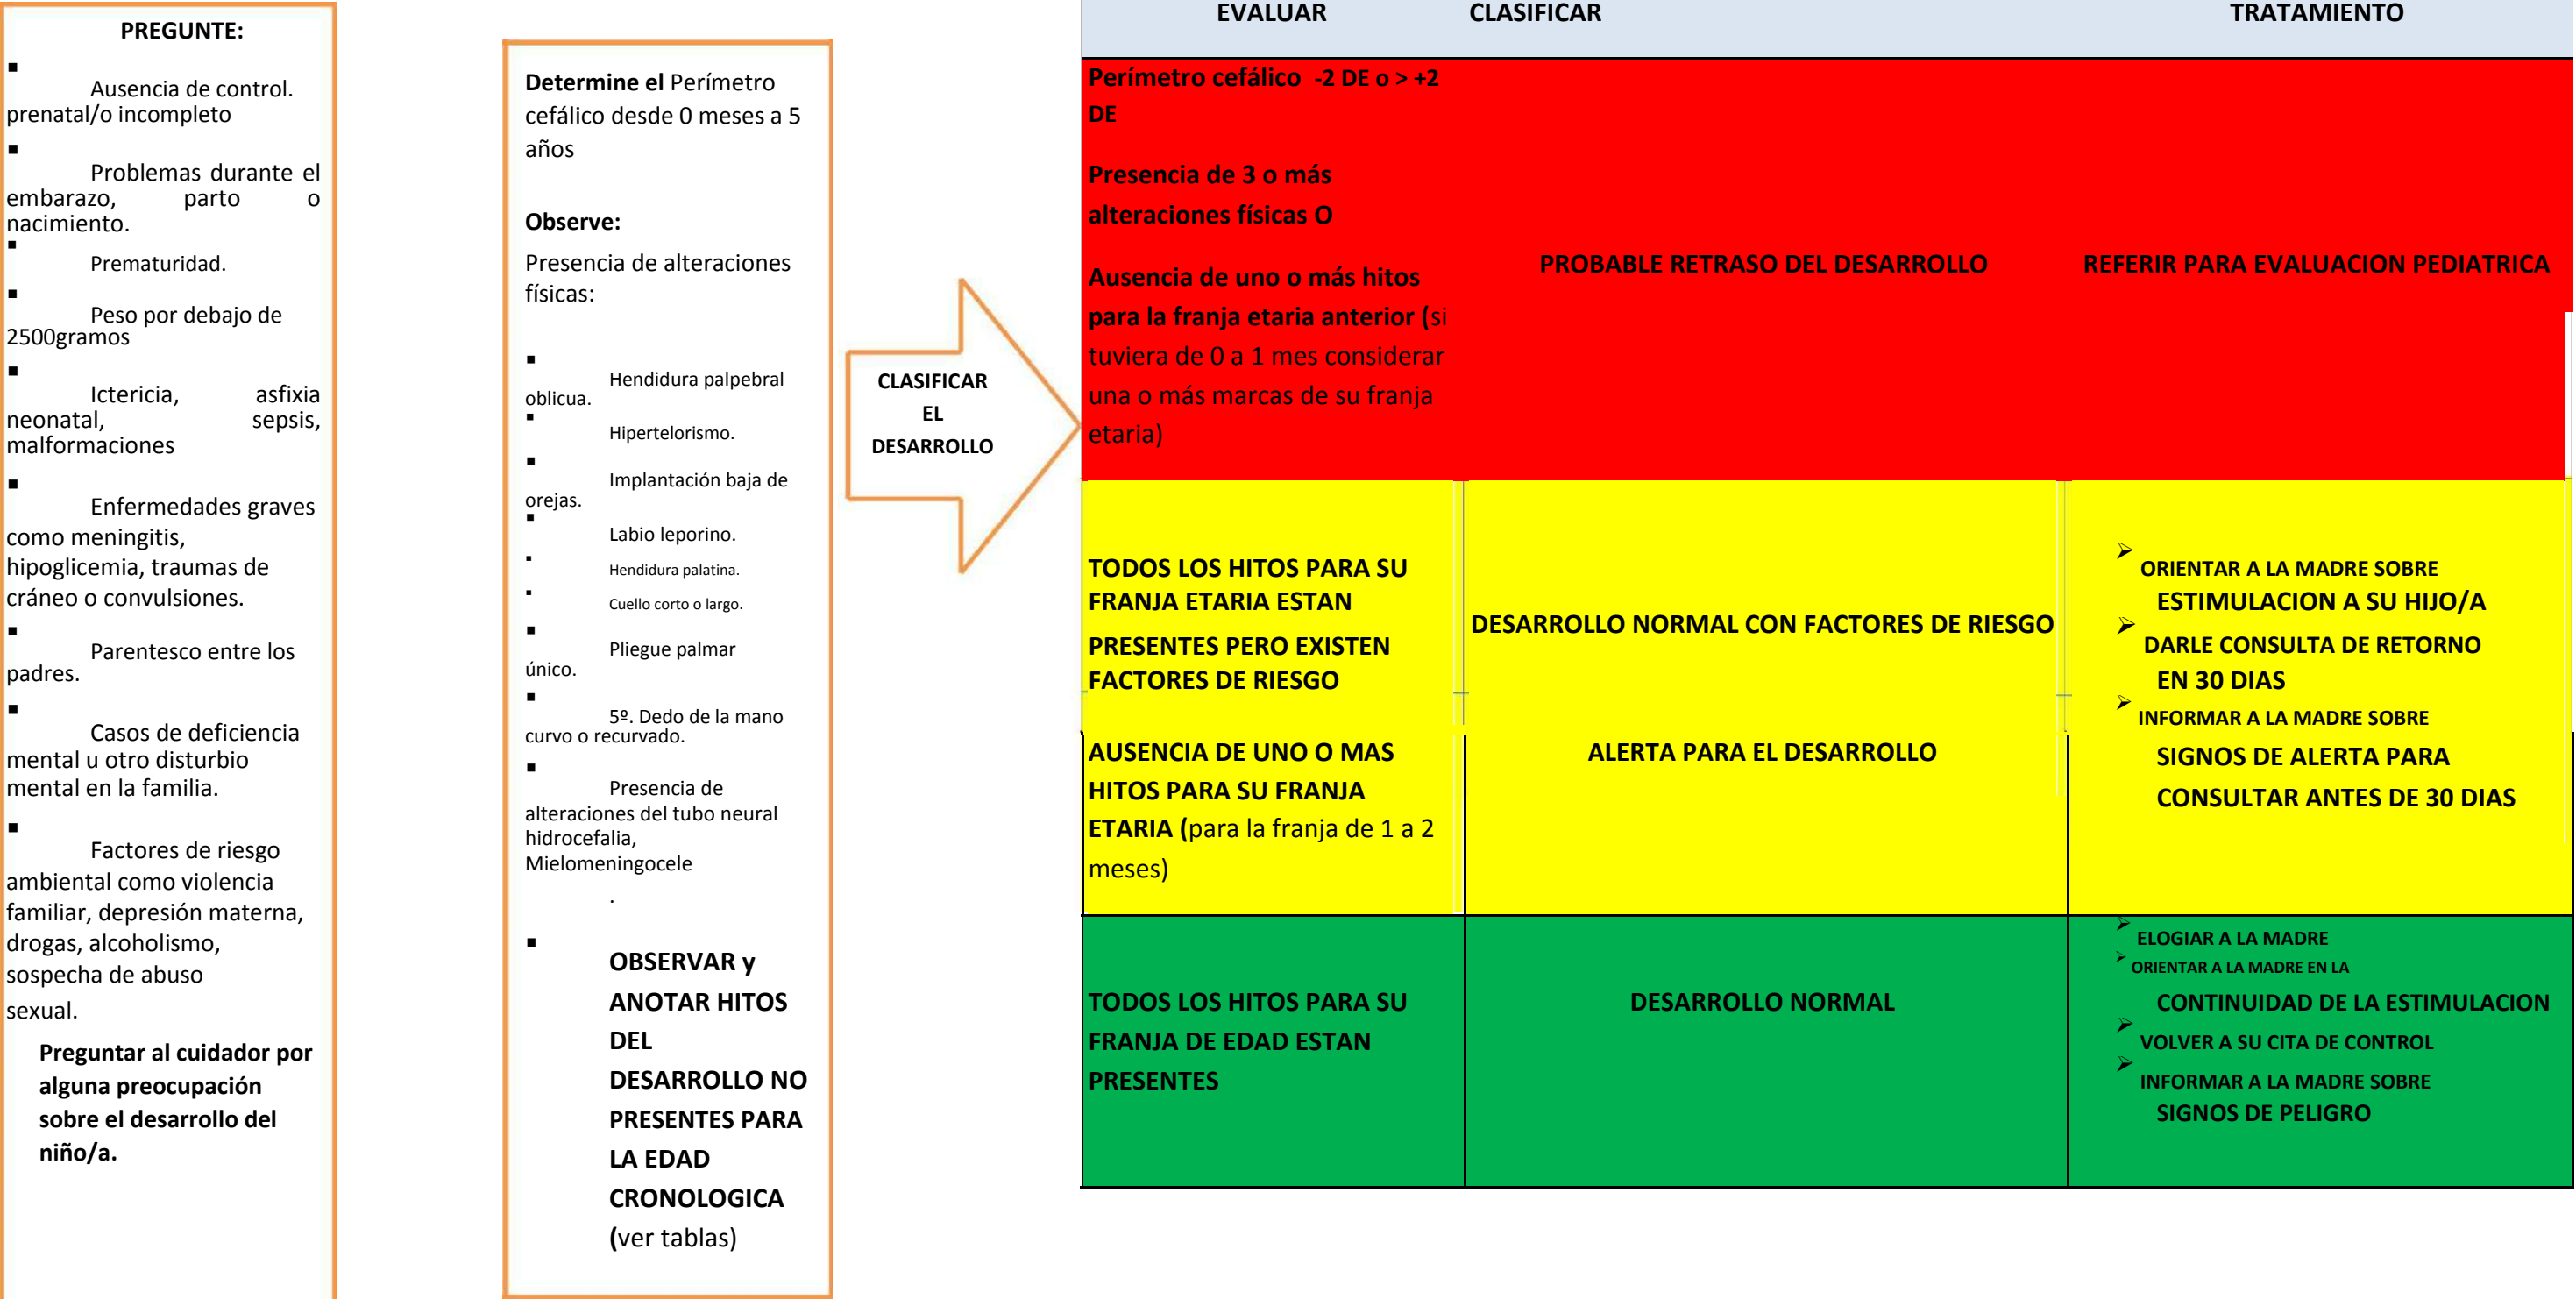 PREGUNTE:
▪
Ausencia de control.
prenatal/o incompleto
▪
Problemas durante el
embarazo, parto o
nacimiento.
▪
Prematuridad.
▪
Peso por debajo de
2500gramos
▪
Ictericia, asfixia
neonatal, sepsis,
malformaciones
▪
Enfermedades graves
como meningitis,
hipoglicemia, traumas de
cráneo o convulsiones.
▪
Parentesco entre los
padres.
▪
Casos de deficiencia
mental u otro disturbio
mental en la familia.
▪
Factores de riesgo
ambiental como violencia
familiar, depresión materna,
drogas, alcoholismo,
sospecha de abuso
sexual.
Preguntar al cuidador por
alguna preocupación
sobre el desarrollo del
niño/a.
Determine el Perímetro
cefálico desde 0 meses a 5
años
Observe:
Presencia de alteraciones
físicas:
▪
Hendidura palpebral
oblicua.
▪
Hipertelorismo.
▪
Implantación baja de
orejas.
▪
Labio leporino.
▪
Hendidura palatina.
▪
Cuello corto o largo.
▪
Pliegue palmar
único.
▪
5º. Dedo de la mano
curvo o recurvado.
▪
Presencia de
alteraciones del tubo neural
hidrocefalia,
Mielomeningocele
.
▪
OBSERVAR y
ANOTAR HITOS
DEL
DESARROLLO NO
PRESENTES PARA
LA EDAD
CRONOLOGICA
(ver tablas)
CLASIFICAR
EL
DESARROLLO
EVALUAR CLASIFICAR TRATAMIENTO
Perímetro cefálico -2 DE o > +2
DE
Presencia de 3 o más
alteraciones físicas O
Ausencia de uno o más hitos
para la franja etaria anterior (si
tuviera de 0 a 1 mes considerar
una o más marcas de su franja
etaria)
PROBABLE RETRASO DEL DESARROLLO
REFERIR PARA EVALUACION PEDIATRICA
TODOS LOS HITOS PARA SU
FRANJA ETARIA ESTAN
PRESENTES PERO EXISTEN
FACTORES DE RIESGO
DESARROLLO NORMAL CON FACTORES DE RIESGO
➢ ORIENTAR A LA MADRE SOBRE
ESTIMULACION A SU HIJO/A
➢ DARLE CONSULTA DE RETORNO
EN 30 DIAS
➢ INFORMAR A LA MADRE SOBRE
SIGNOS DE ALERTA PARA
CONSULTAR ANTES DE 30 DIAS
AUSENCIA DE UNO O MAS
HITOS PARA SU FRANJA
ETARIA (para la franja de 1 a 2
meses)
ALERTA PARA EL DESARROLLO
TODOS LOS HITOS PARA SU
FRANJA DE EDAD ESTAN
PRESENTES
DESARROLLO NORMAL
➢ ELOGIAR A LA MADRE
➢ ORIENTAR A LA MADRE EN LA
CONTINUIDAD DE LA ESTIMULACION
➢ VOLVER A SU CITA DE CONTROL
➢ INFORMAR A LA MADRE SOBRE
SIGNOS DE PELIGRO